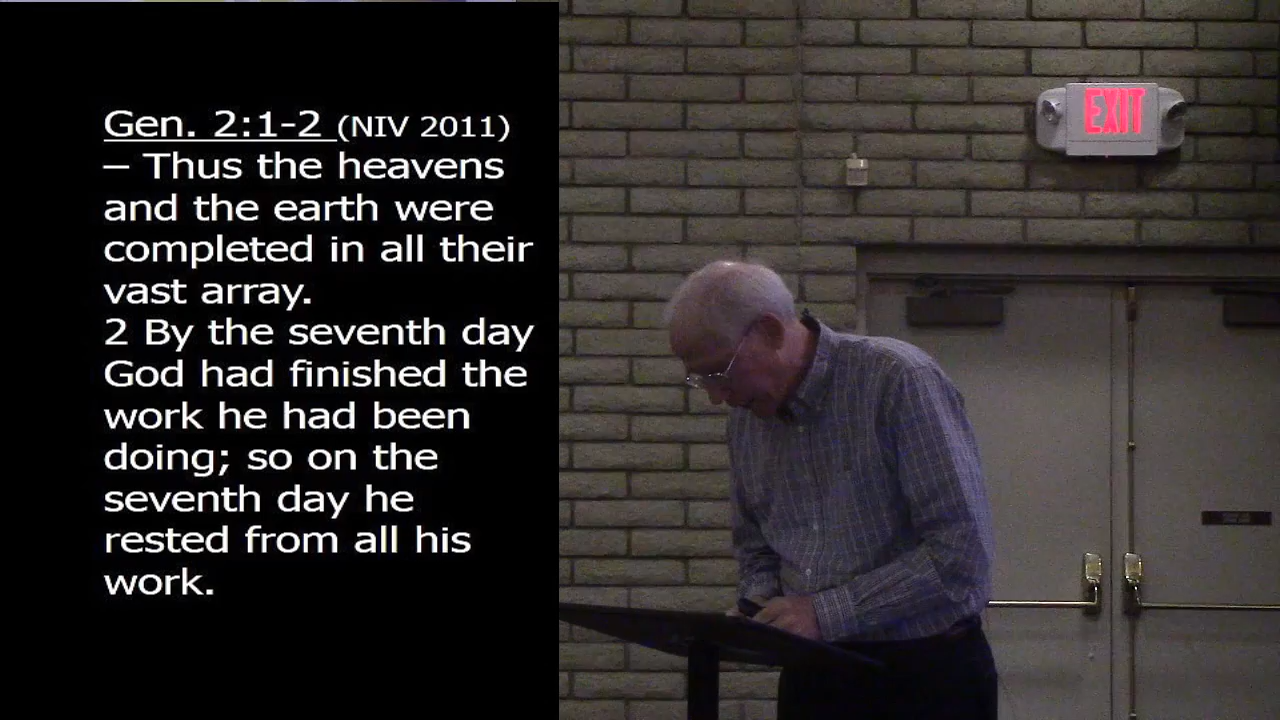 Gen. 2:1-2 (NIV 2011)
– Thus the heavens
and the earth were
completed in all their
vast array.
2 By the seventh day
God had finished the
work he had been
doing; so on the
seventh day he
rested from all his
work.
EXIT